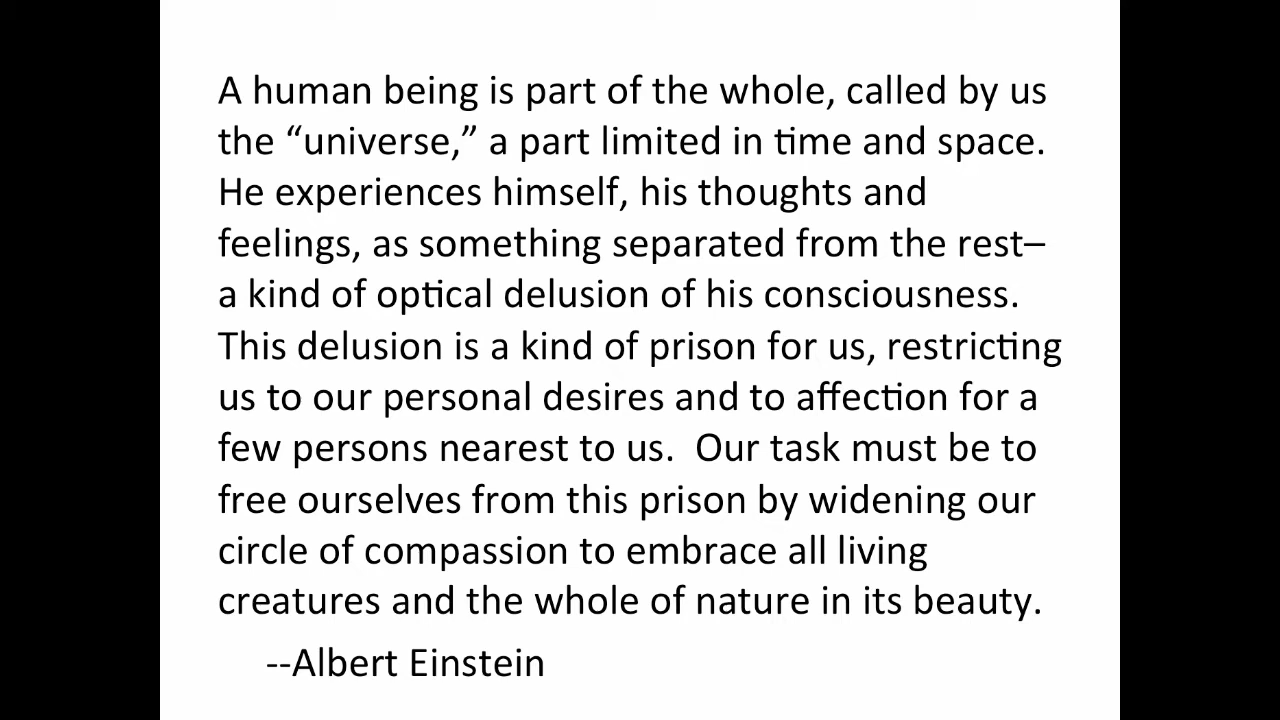 A human being is part of the whole, called by us
the “universe,” a part limited in time and space.
He experiences himself, his thoughts and
feelings, as something separated from the rest–
a kind of optical delusion of his consciousness.
This delusion is a kind of prison for us, restricting
us to our personal desires and to affection for a
few persons nearest to us.  Our task must be to
free ourselves from this prison by widening our
circle of compassion to embrace all living
creatures and the whole of nature in its beauty.
--Albert Einstein